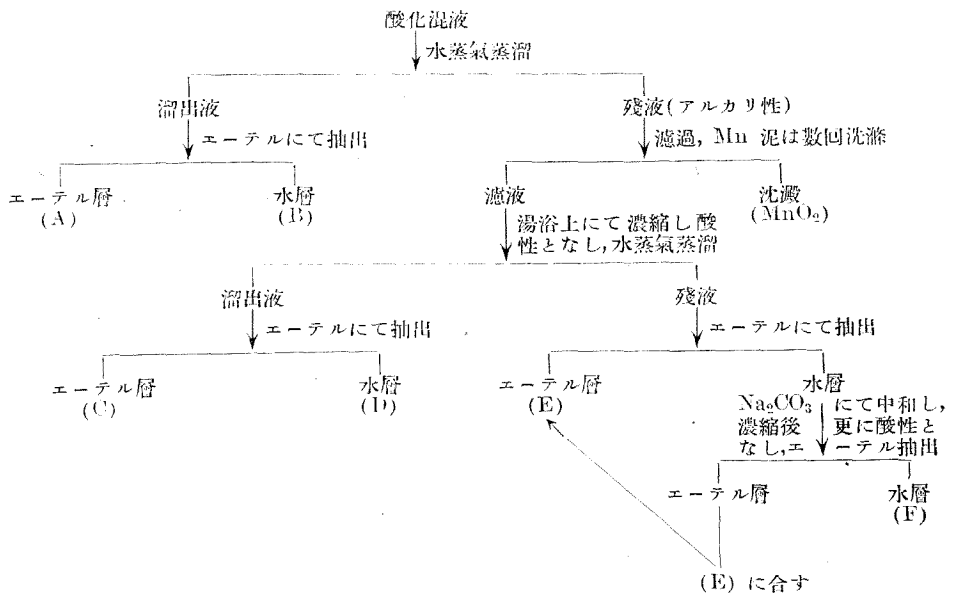 酸化混液
水蒸氣蒸溜
溜出液
殘液(アルカリ性)
エーテルにて抽出
濾過, Mn 泥は數回洗滌
エーテル層
(A)
水層
(B)
濾液
沈澱
(MnO₂)
湯浴上にて濃縮し酸
性となし,水蒸氣蒸溜
溜出液
殘液
エーテルにて抽出
エーテルにて抽出
エーテル層
(C)
水層
(D)
エーテル層
(E)
水層
Na₂CO₃ にて中和し,
濃縮後 更に酸性と
なし,エーテル抽出
エーテル層
水層
(F)
(E) に合す